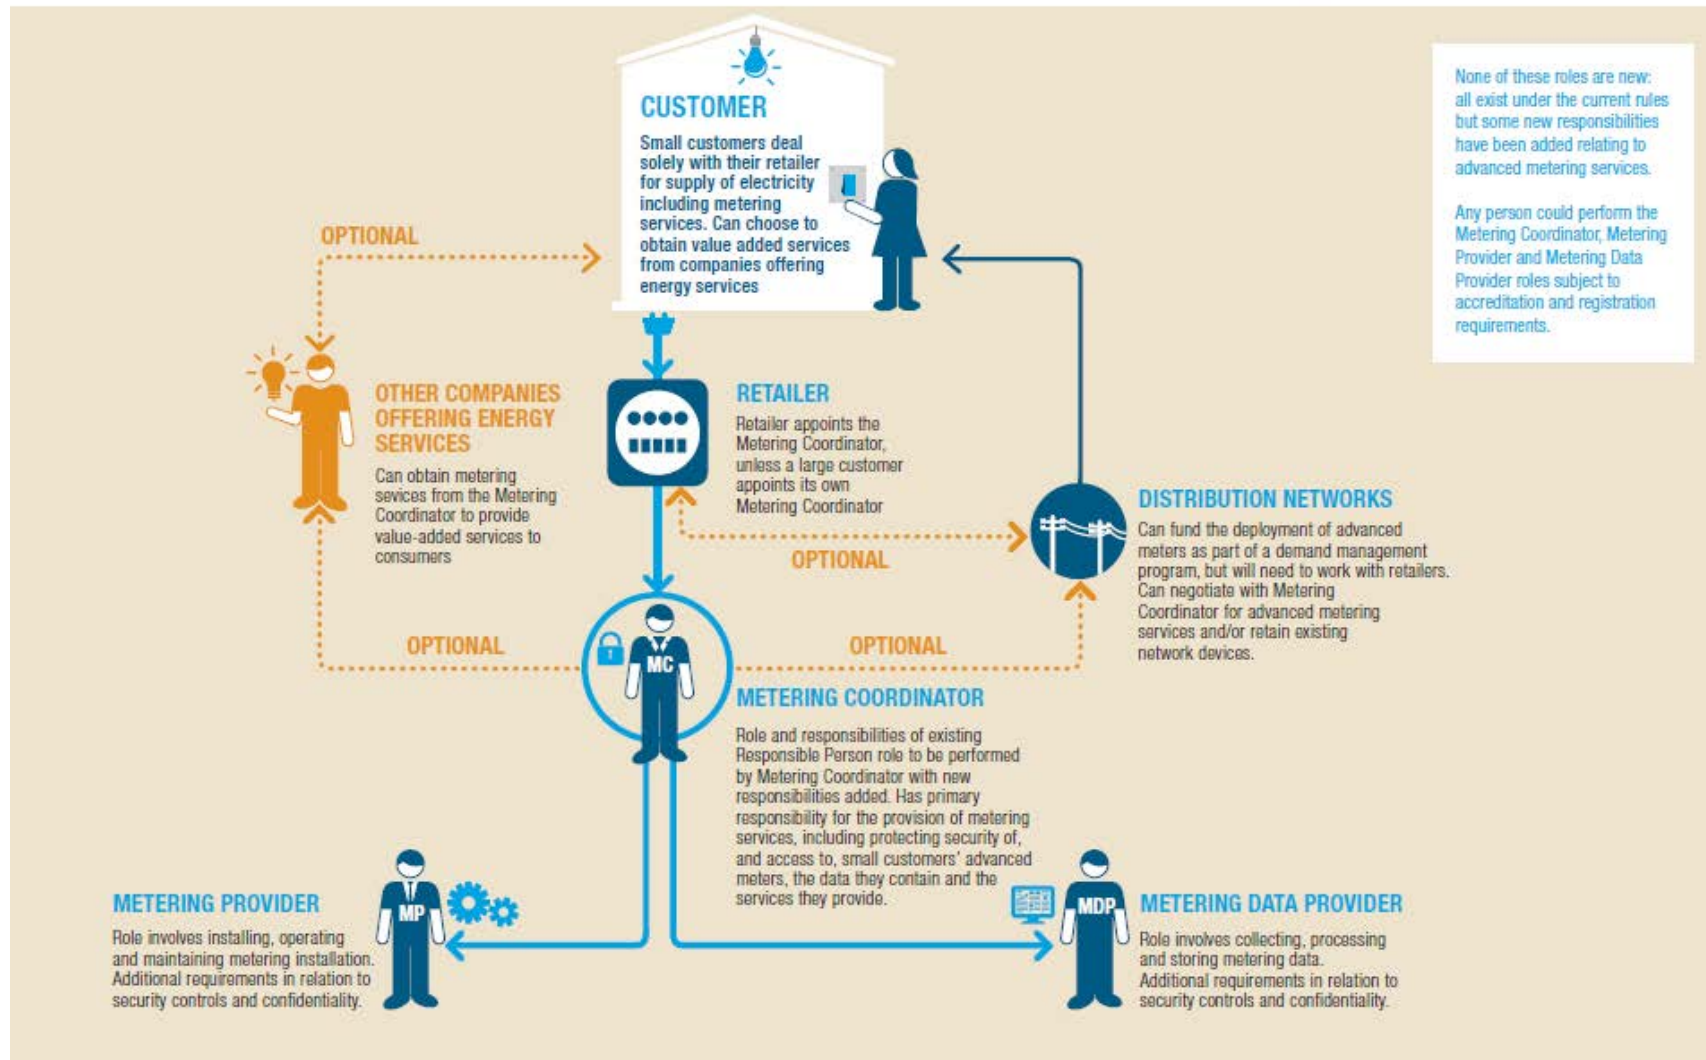 CUSTOMER
Small customers deal
solely with their retailer
for supply of electricity
including metering
services. Can choose to
obtain value added services
from companies offering
energy services
None of these roles are new:
all exist under the current rules
but some new responsibilities
have been added relating to
advanced metering services.
Any person could perform the
Metering Coordinator, Metering
Provider and Metering Data
Provider roles subject to
accreditation and registration
requirements.
OPTIONAL
OTHER COMPANIES
OFFERING ENERGY
SERVICES
Can obtain metering
sevices from the Metering
Coordinator to provide
value-added services to
consumers
RETAILER
Retailer appoints the
Metering Coordinator,
unless a large customer
appoints its own
Metering Coordinator
OPTIONAL
DISTRIBUTION NETWORKS
Can fund the deployment of advanced
meters as part of a demand management
program, but will need to work with retailers.
Can negotiate with Metering
Coordinator for advanced metering
services and/or retain existing
network devices.
OPTIONAL
OPTIONAL
MC
METERING COORDINATOR
Role and responsibilities of existing
Responsible Person role to be performed
by Metering Coordinator with new
responsibilities added. Has primary
responsibility for the provision of metering
services, including protecting security of,
and access to, small customers' advanced
meters, the data they contain and the
services they provide.
METERING PROVIDER
Role involves installing, operating
and maintaining metering installation.
Additional requirements in relation to
security controls and confidentiality.
MP
MDP
METERING DATA PROVIDER
Role involves collecting, processing
and storing metering data.
Additional requirements in relation to
security controls and confidentiality.